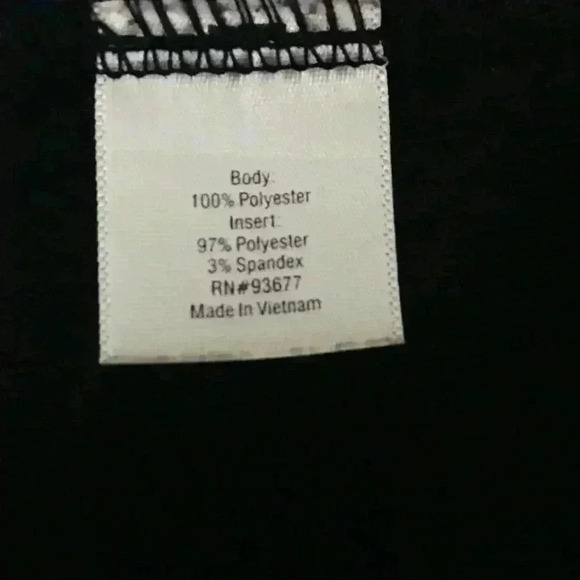 Body:
100% Polyester
Insert:
97% Polyester
3% Spandex
RN#93677
Made In Vietnam